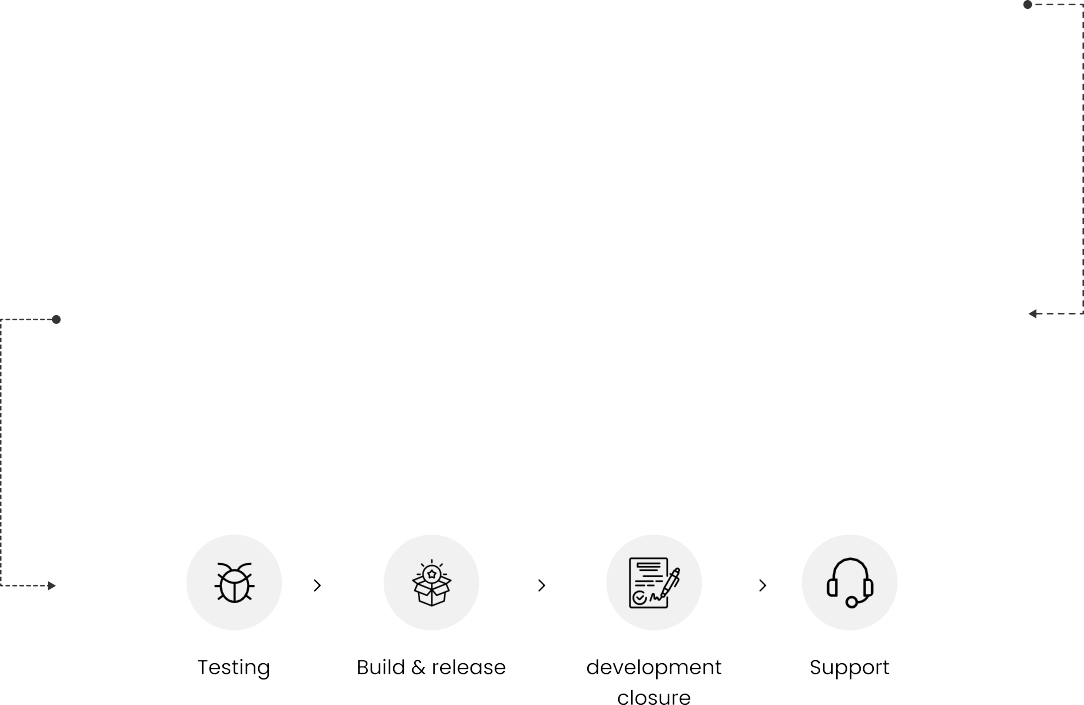 Testing
Build & release
development
closure
Support